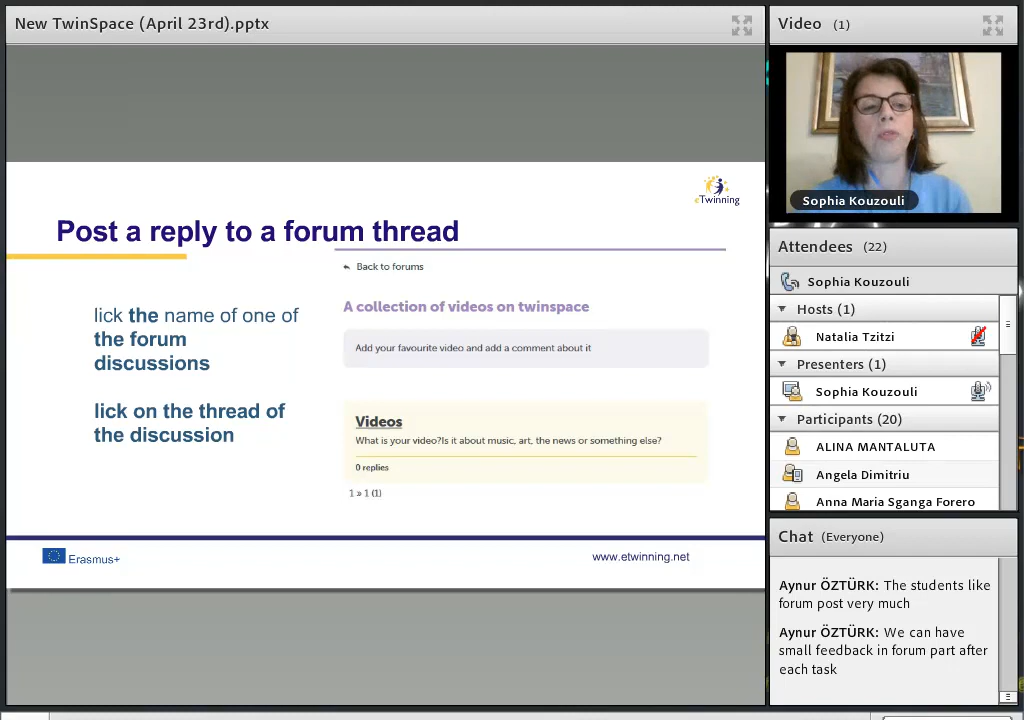 New TwinSpace (April 23rd).pptx
eTwinning
Post a reply to a forum thread
Back to forums
A collection of videos on twinspace
Add your favourite video and add a comment about it
lick the name of one of
the forum
discussions
lick on the thread of
the discussion
Videos
What is your video?Is it about music, art, the news or something else?
0 replies
1 » 1 (1)
Erasmus+
www.etwinning.net
Video (1)
Sophia Kouzouli
Attendees (22)
Sophia Kouzouli
Hosts (1)
Natalia Tzitzi
Presenters (1)
Sophia Kouzouli
Participants (20)
ALINA MANTALUTA
Angela Dimitriu
Anna Maria Sganga Forero
Chat (Everyone)
Aynur ÖZTÜRK: The students like
forum post very much
Aynur ÖZTÜRK: We can have
small feedback in forum part after
each task